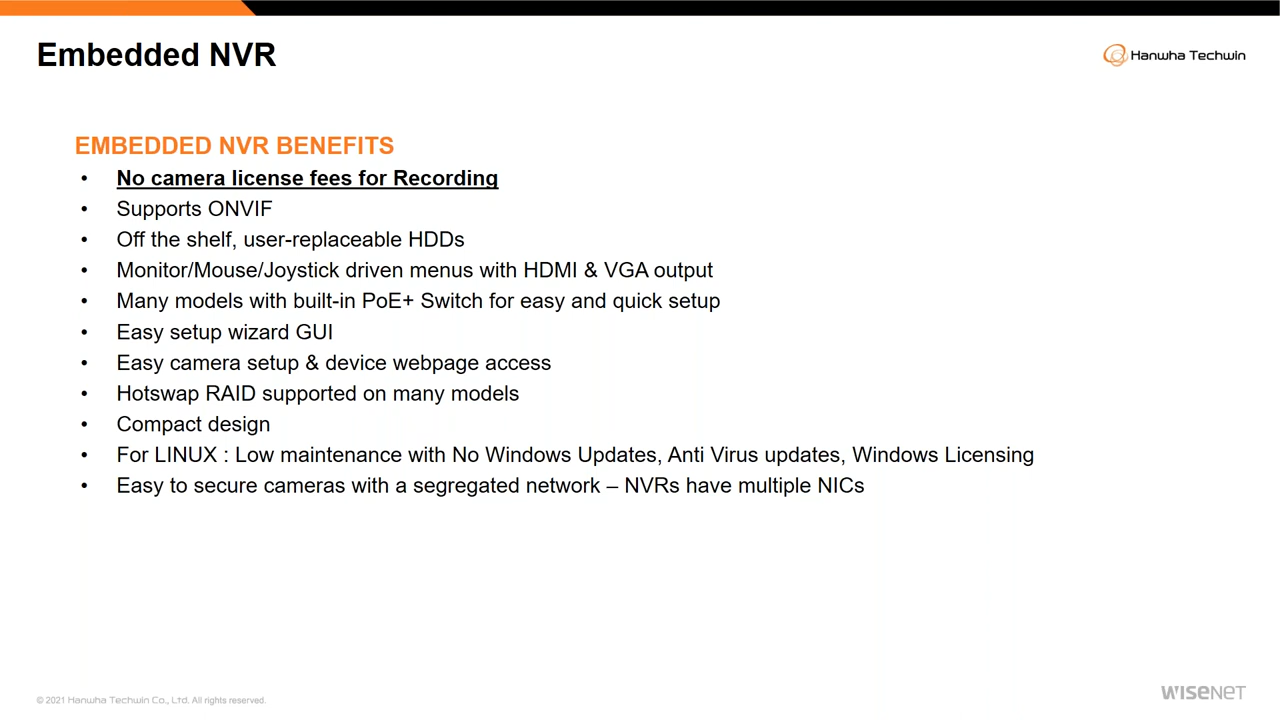 Embedded NVR
Hanwha Techwin
EMBEDDED NVR BENEFITS
• No camera license fees for Recording
• Supports ONVIF
• Off the shelf, user-replaceable HDDs
• Monitor/Mouse/Joystick driven menus with HDMI & VGA output
• Many models with built-in PoE+ Switch for easy and quick setup
• Easy setup wizard GUI
• Easy camera setup & device webpage access
• Hotswap RAID supported on many models
• Compact design
• For LINUX : Low maintenance with No Windows Updates, Anti Virus updates, Windows Licensing
• Easy to secure cameras with a segregated network – NVRs have multiple NICs
© 2021 Hanwha Techwin Co., Ltd. All rights reserved.
WISENET